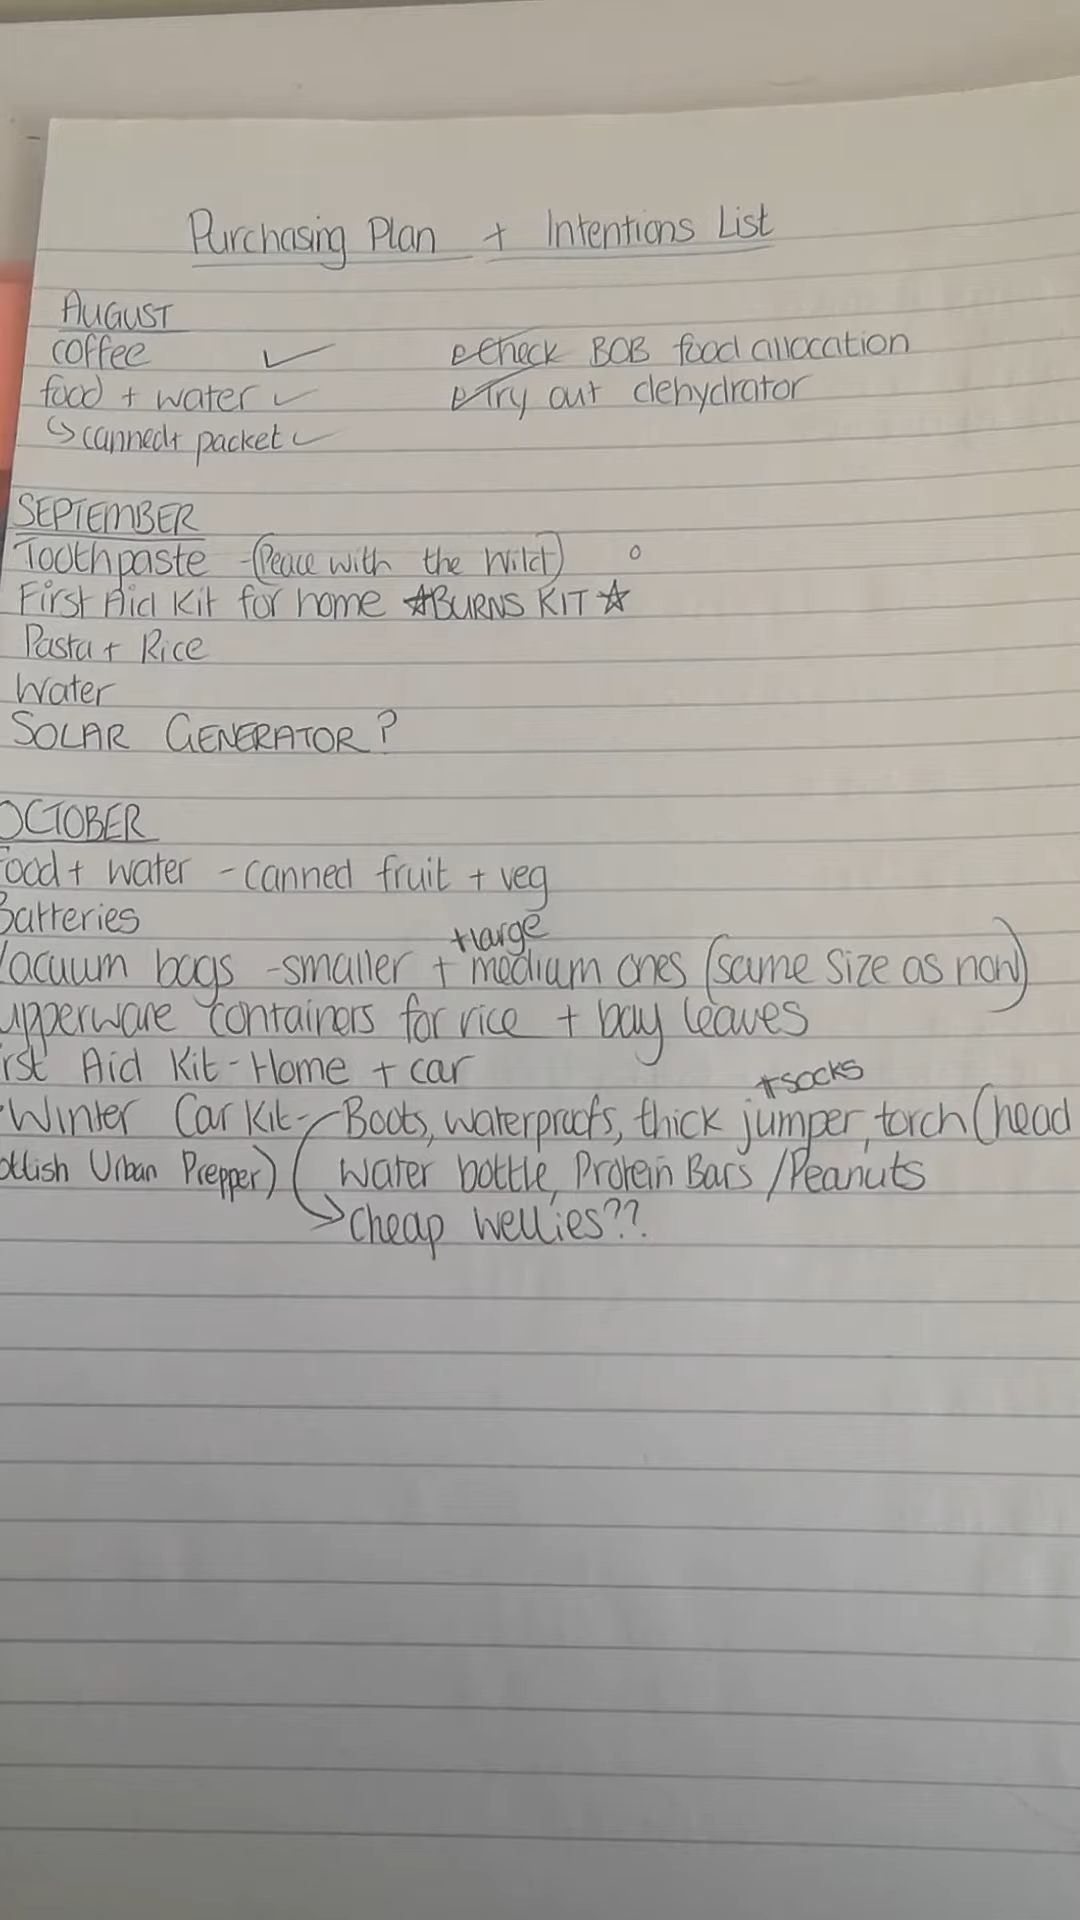 Purchasing Plan + Intentions List
AUGUST
coffee ✓ Check BOB food allocation
food + water ✓ Try out dehydrator
↳ canned + packet ✓
SEPTEMBER
Toothpaste - (Peace with the Wild)
First Aid Kit for home ☆BURNS KIT☆
Pasta + Rice
Water
SOLAR GENERATOR?
OCTOBER
ood + water - canned fruit + veg
Batteries
+large
acuum bags - smaller + medium ones (same size as now)
upperware containers for rice + bay leaves
irst Aid Kit - Home + car
+socks
Winter Car Kit - Boots, waterproofs, thick jumper, torch (head
ottish Urban Prepper) water bottle, Protein Bars / Peanuts
→ cheap wellies??